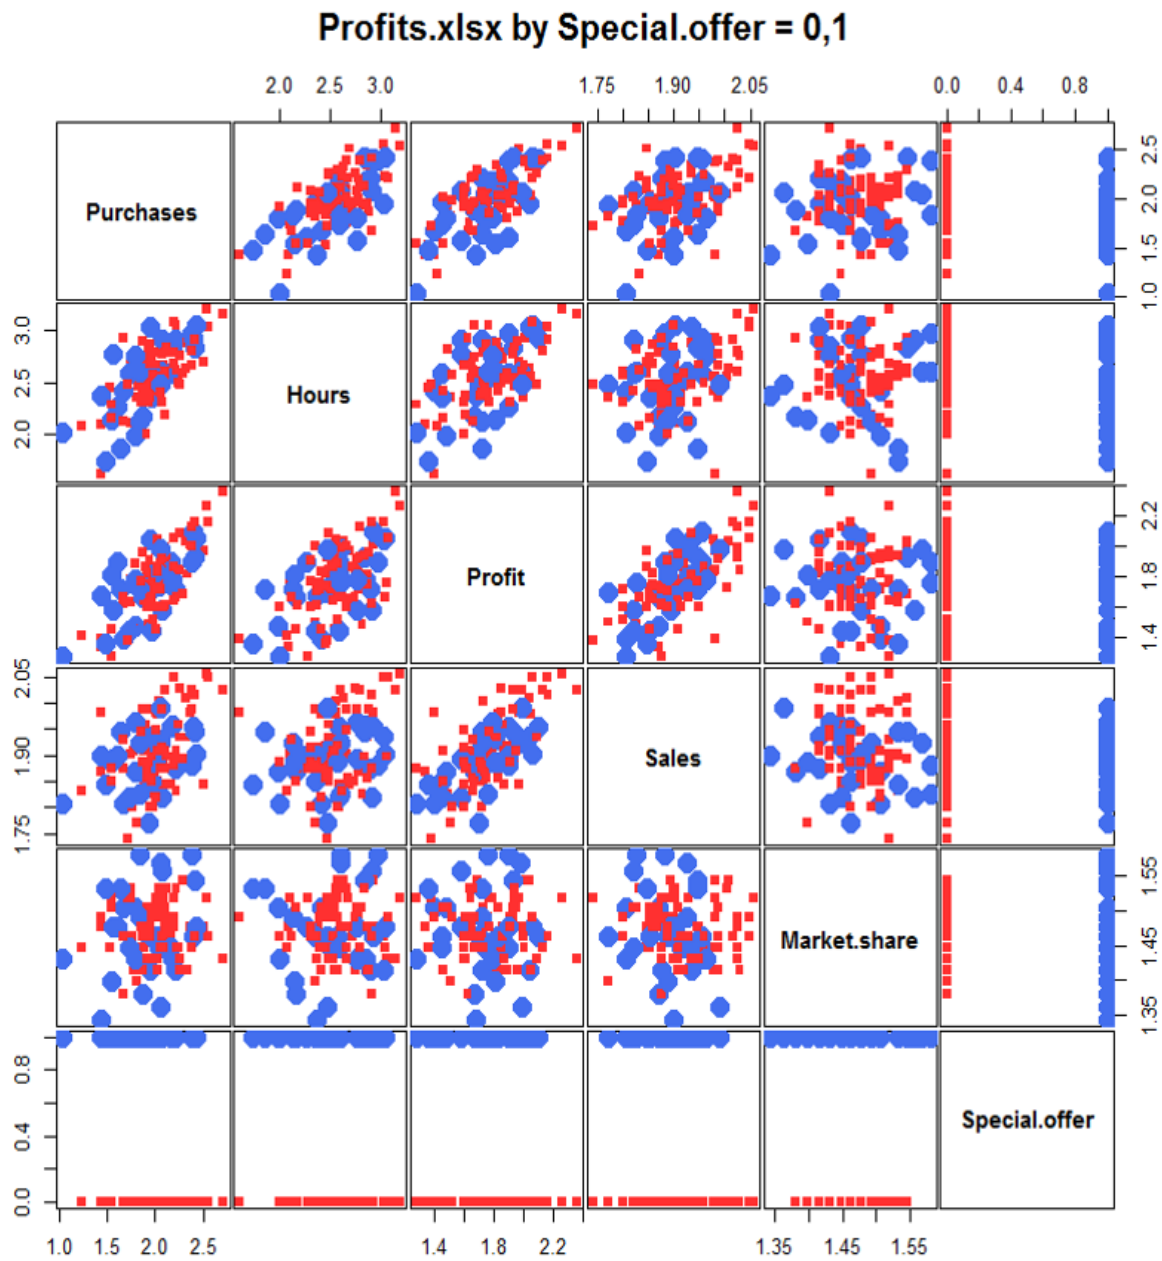 Profits.xlsx by Special.offer = 0,1
2.0 2.5 3.0 1.75 1.90 2.05 0.0 0.4 0.8
Purchases
1.0 1.5 2.0 2.5
2.0 2.5 3.0
Hours
Profit
1.4 1.8 2.2
1.75 1.90 2.05
Sales
Market.share
1.35 1.45 1.55
0.0 0.4 0.8
Special.offer
1.0 1.5 2.0 2.5 1.4 1.8 2.2 1.35 1.45 1.55